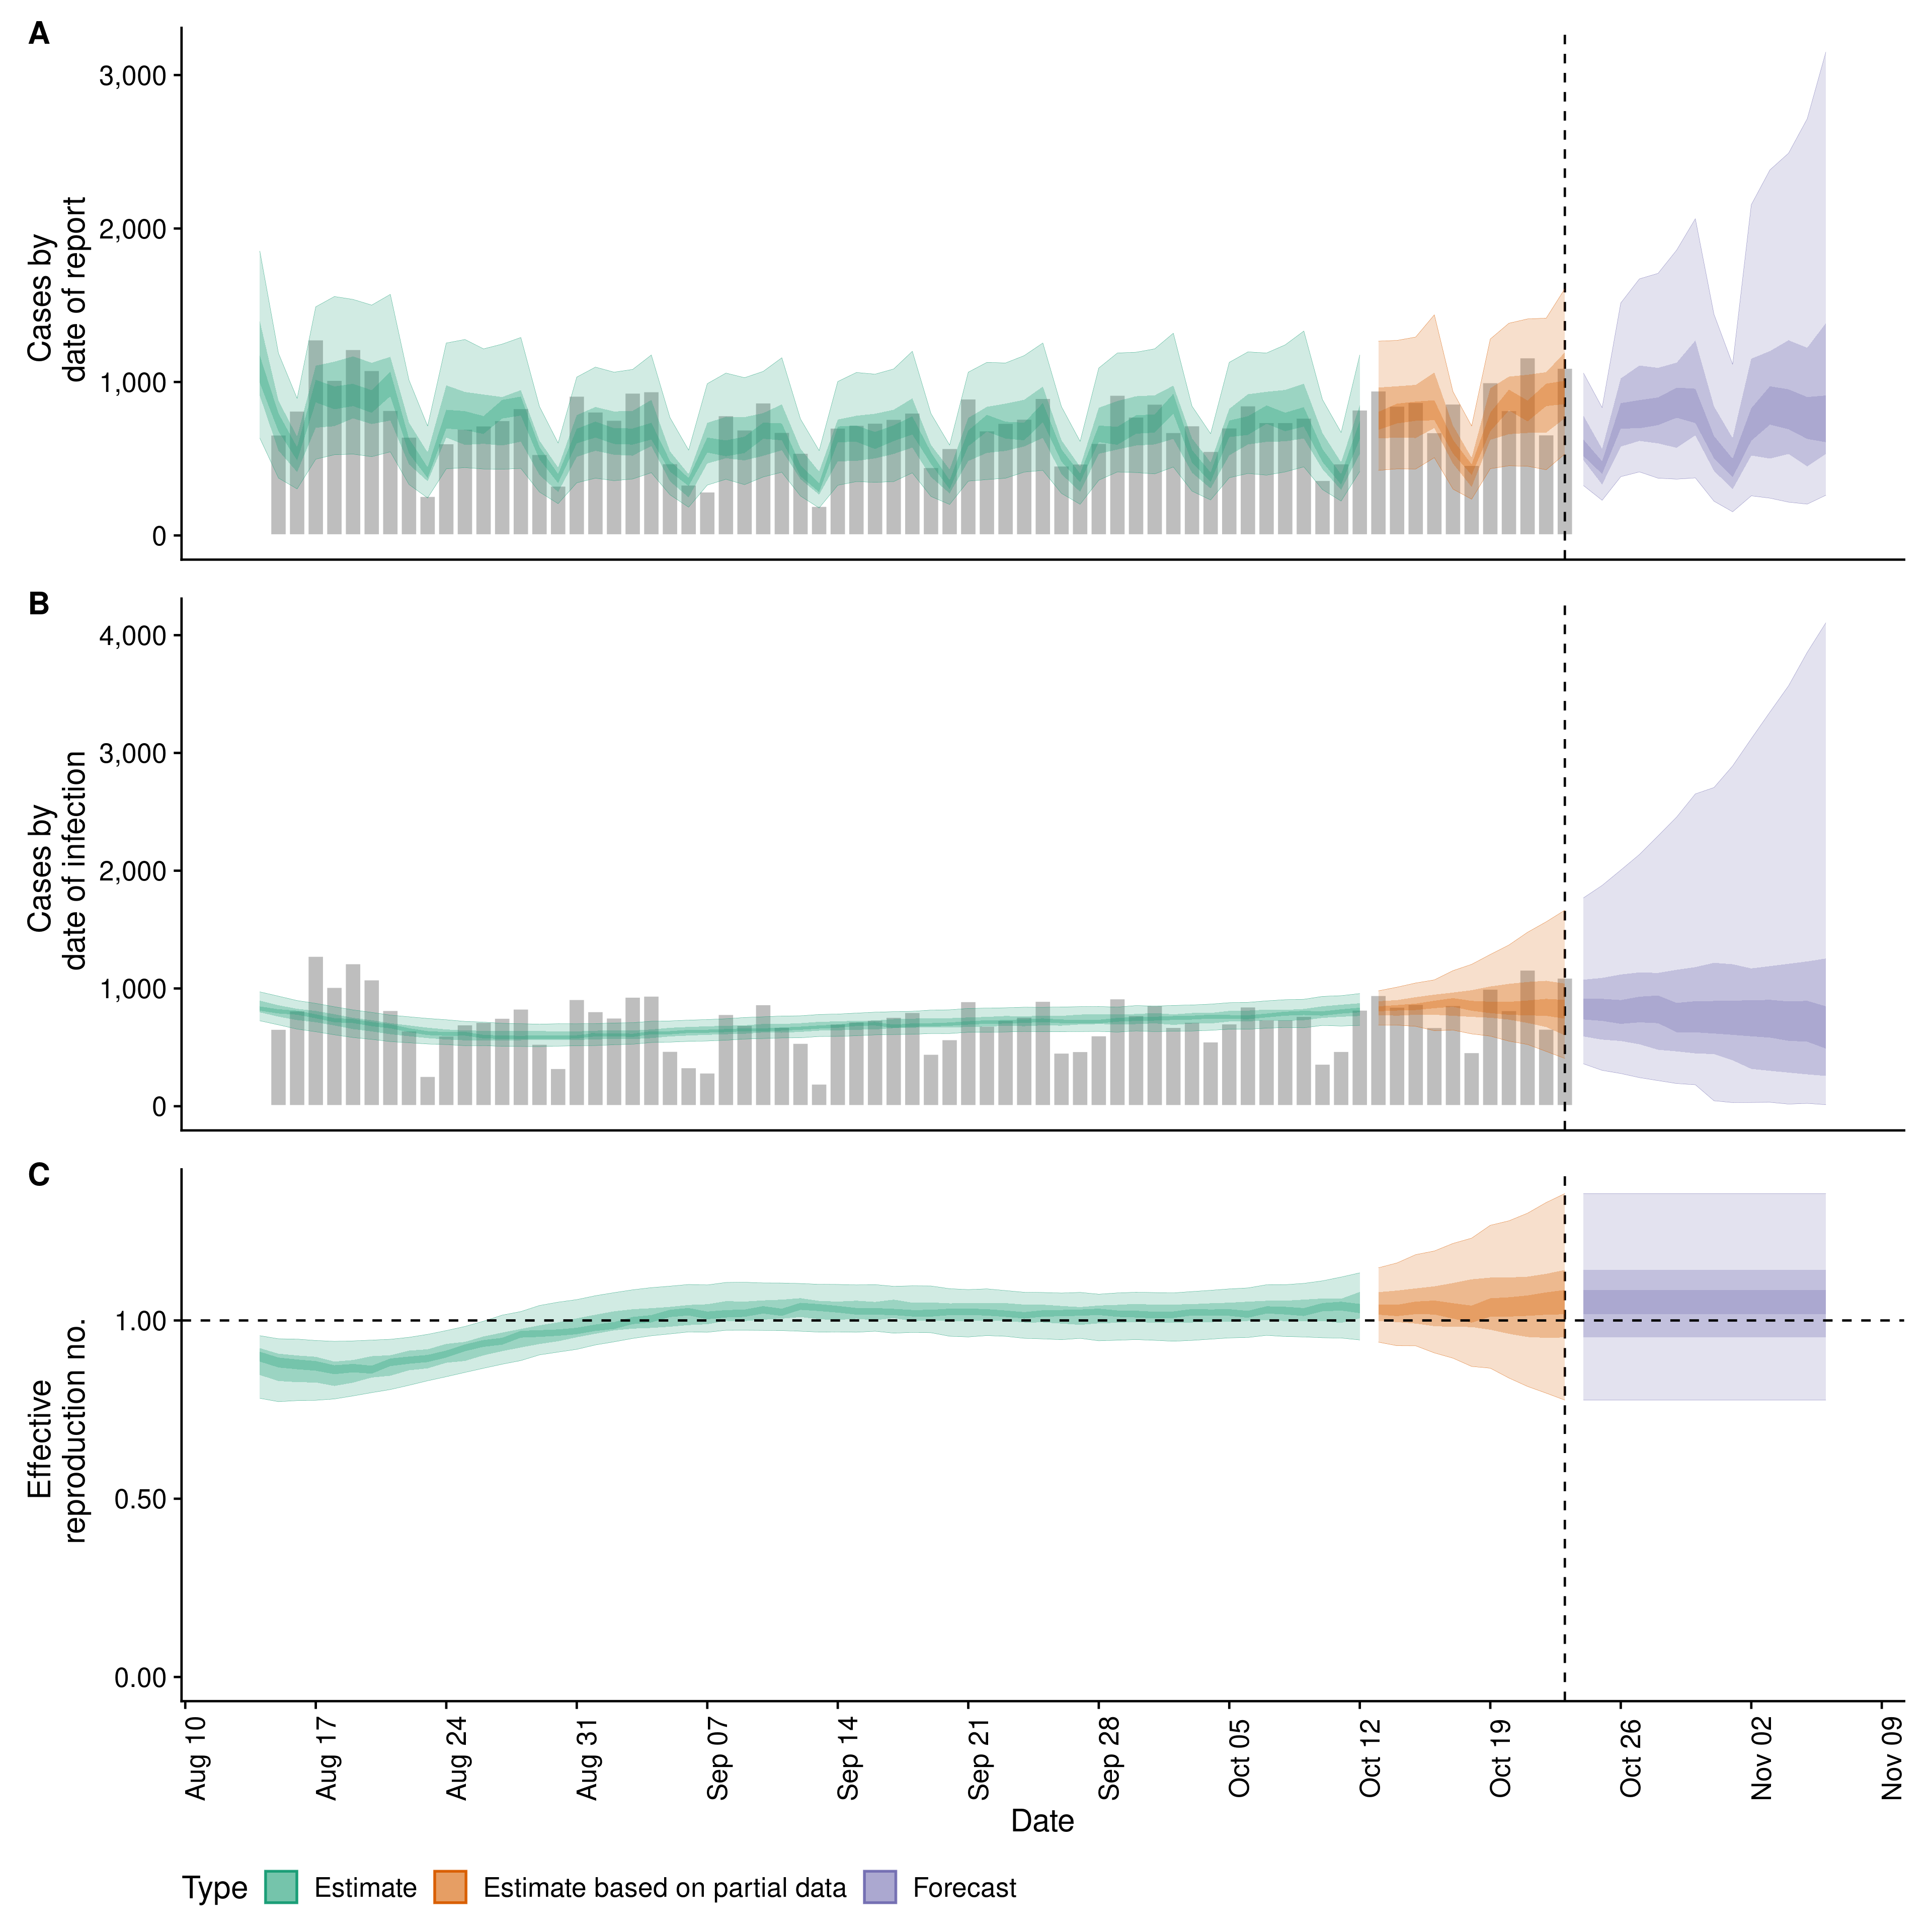 A
3,000
2,000
1,000
0
Cases by
date of report
B
4,000
3,000
2,000
1,000
0
Cases by
date of infection
C
1.00
0.50
0.00
Effective
reproduction no.
Aug 10
Aug 17
Aug 24
Aug 31
Sep 07
Sep 14
Sep 21
Sep 28
Oct 05
Oct 12
Oct 19
Oct 26
Nov 02
Nov 09
Date
Type Estimate Estimate based on partial data Forecast